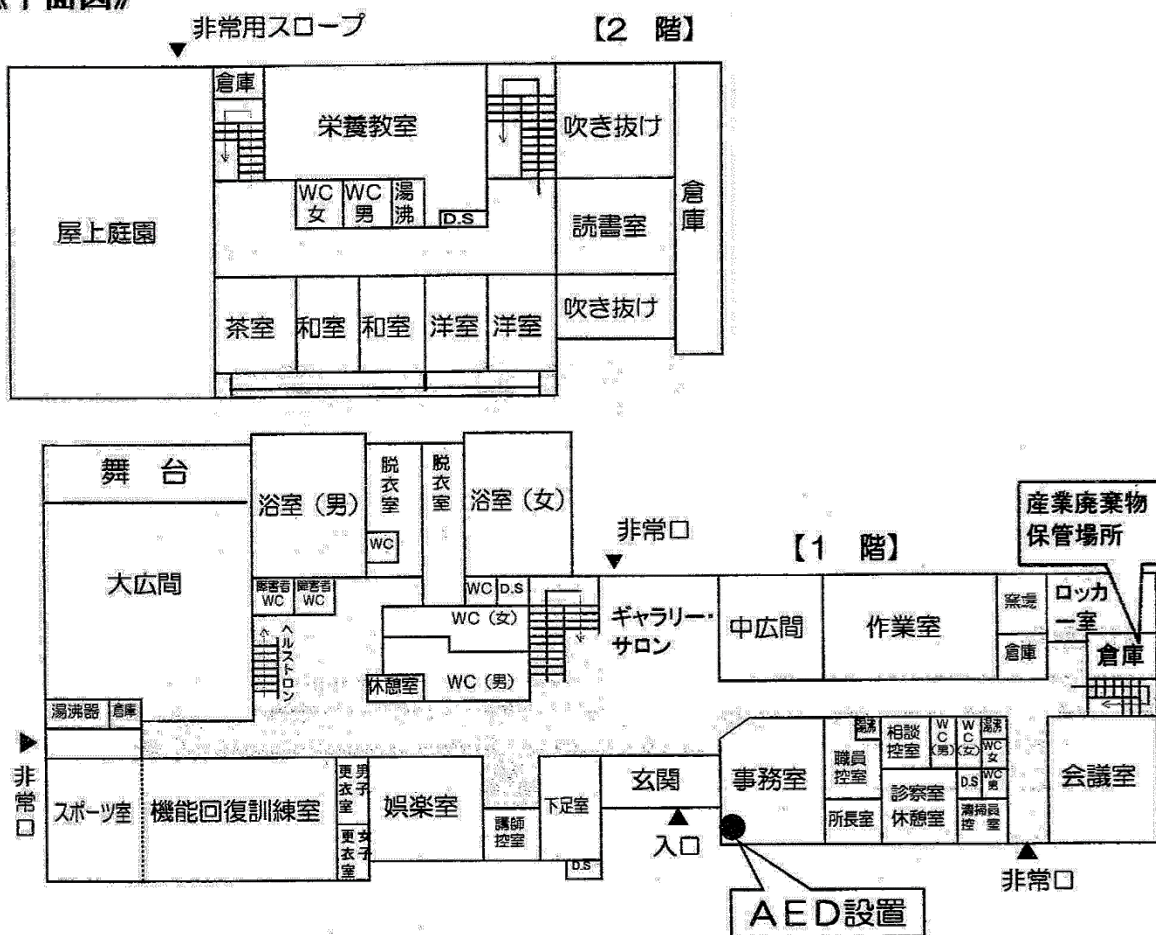 《平面図》
非常用スロープ
【2 階】
倉庫
栄養教室
吹き抜け
倉庫
WC
女
WC
男
湯
沸
D.S
屋上庭園
読書室
茶室
和室
和室
洋室
洋室
吹き抜け
舞 台
浴室(男)
脱衣室
脱衣室
浴室(女)
WC
非常口
【1 階】
産業廃棄物
保管場所
大広間
障害者
WC
障害者
WC
WC
D.S
WC(女)
ギャラリー・
サロン
中広間
作業室
窯場
ロッカ
ー室
倉庫
倉庫
ヘルストロン
休憩室
WC(男)
湯沸器
倉庫
非常口
スポーツ室
機能回復訓練室
男子
更衣室
女子
更衣室
娯楽室
講師
控室
下足室
D.S
玄関
入口
事務室
湯沸
職員
控室
所長室
相談
控室
WC(男)
WC(女)
湯沸
WC
女
診察室
休憩室
D.S
WC
男
清掃員
控室
会議室
非常口
AED設置